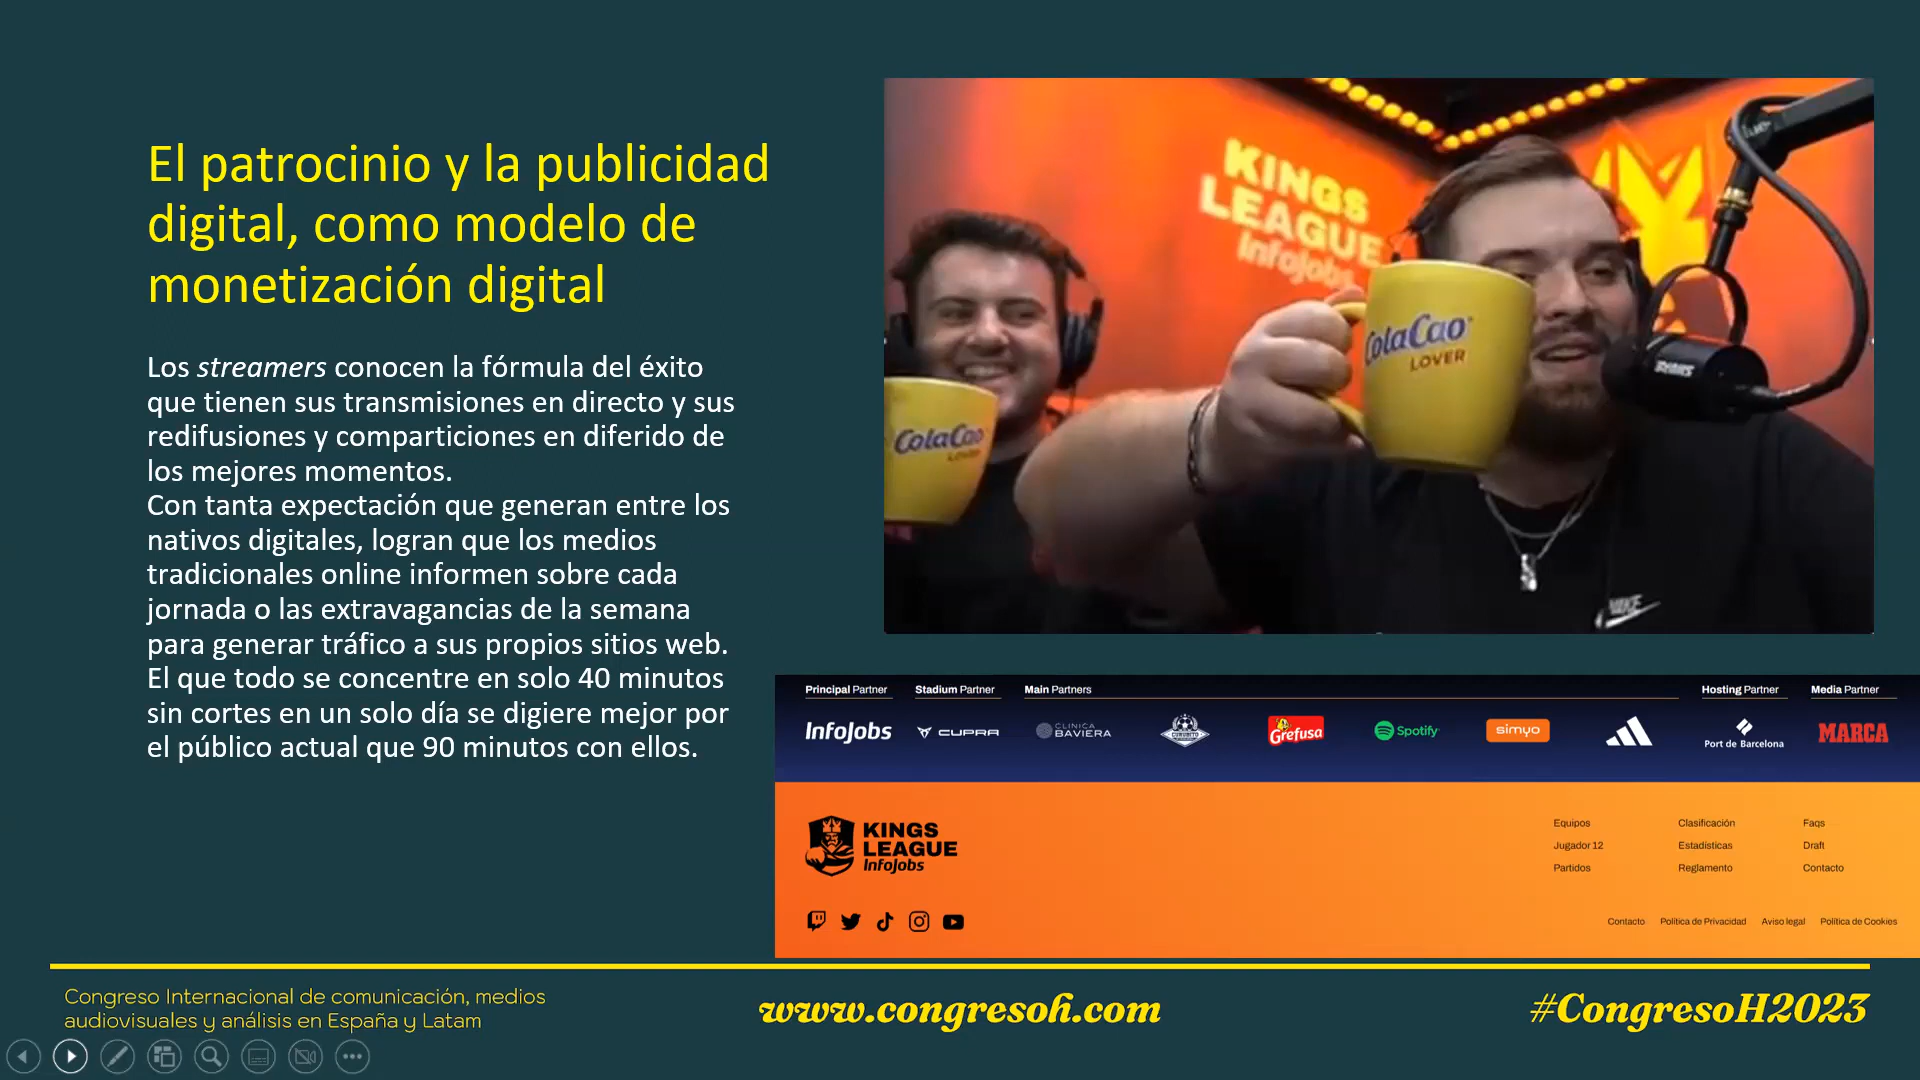 El patrocinio y la publicidad
digital, como modelo de
monetización digital
Los streamers conocen la fórmula del éxito
que tienen sus transmisiones en directo y sus
redifusiones y comparticiones en diferido de
los mejores momentos.
Con tanta expectación que generan entre los
nativos digitales, logran que los medios
tradicionales online informen sobre cada
jornada o las extravagancias de la semana
para generar tráfico a sus propios sitios web.
El que todo se concentre en solo 40 minutos
sin cortes en un solo día se digiere mejor por
el público actual que 90 minutos con ellos.
KINGS
LEAGUE
InfoJobs
ColaCao
LOVER
ColaCao
LOVER
NIKE
Principal Partner
Stadium Partner
Main Partners
Hosting Partner
Media Partner
InfoJobs
CUPRA
CLINICA
BAVIERA
Grefusa
Spotify
simyo
Port de Barcelona
MARCA
KINGS
LEAGUE
InfoJobs
Equipos
Clasificación
Faqs
Jugador 12
Estadísticas
Draft
Partidos
Reglamento
Contacto
Contacto
Política de Privacidad
Aviso legal
Política de Cookies
Congreso Internacional de comunicación, medios
audiovisuales y análisis en España y Latam
www.congresoh.com
#CongresoH2023